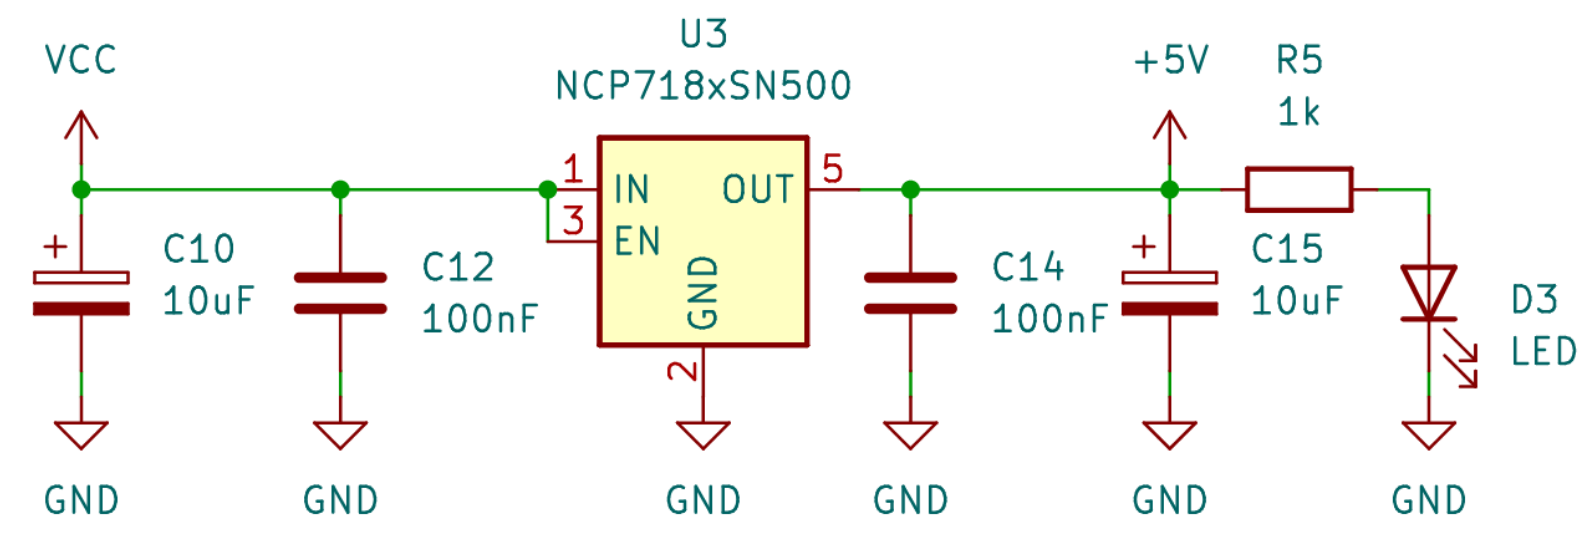 U3
NCP718xSN500
VCC
+5V
R5
1k
1
IN
OUT
5
3
EN
GND
2
+
C10
10uF
C12
100nF
C14
100nF
+
C15
10uF
D3
LED
GND
GND
GND
GND
GND
GND